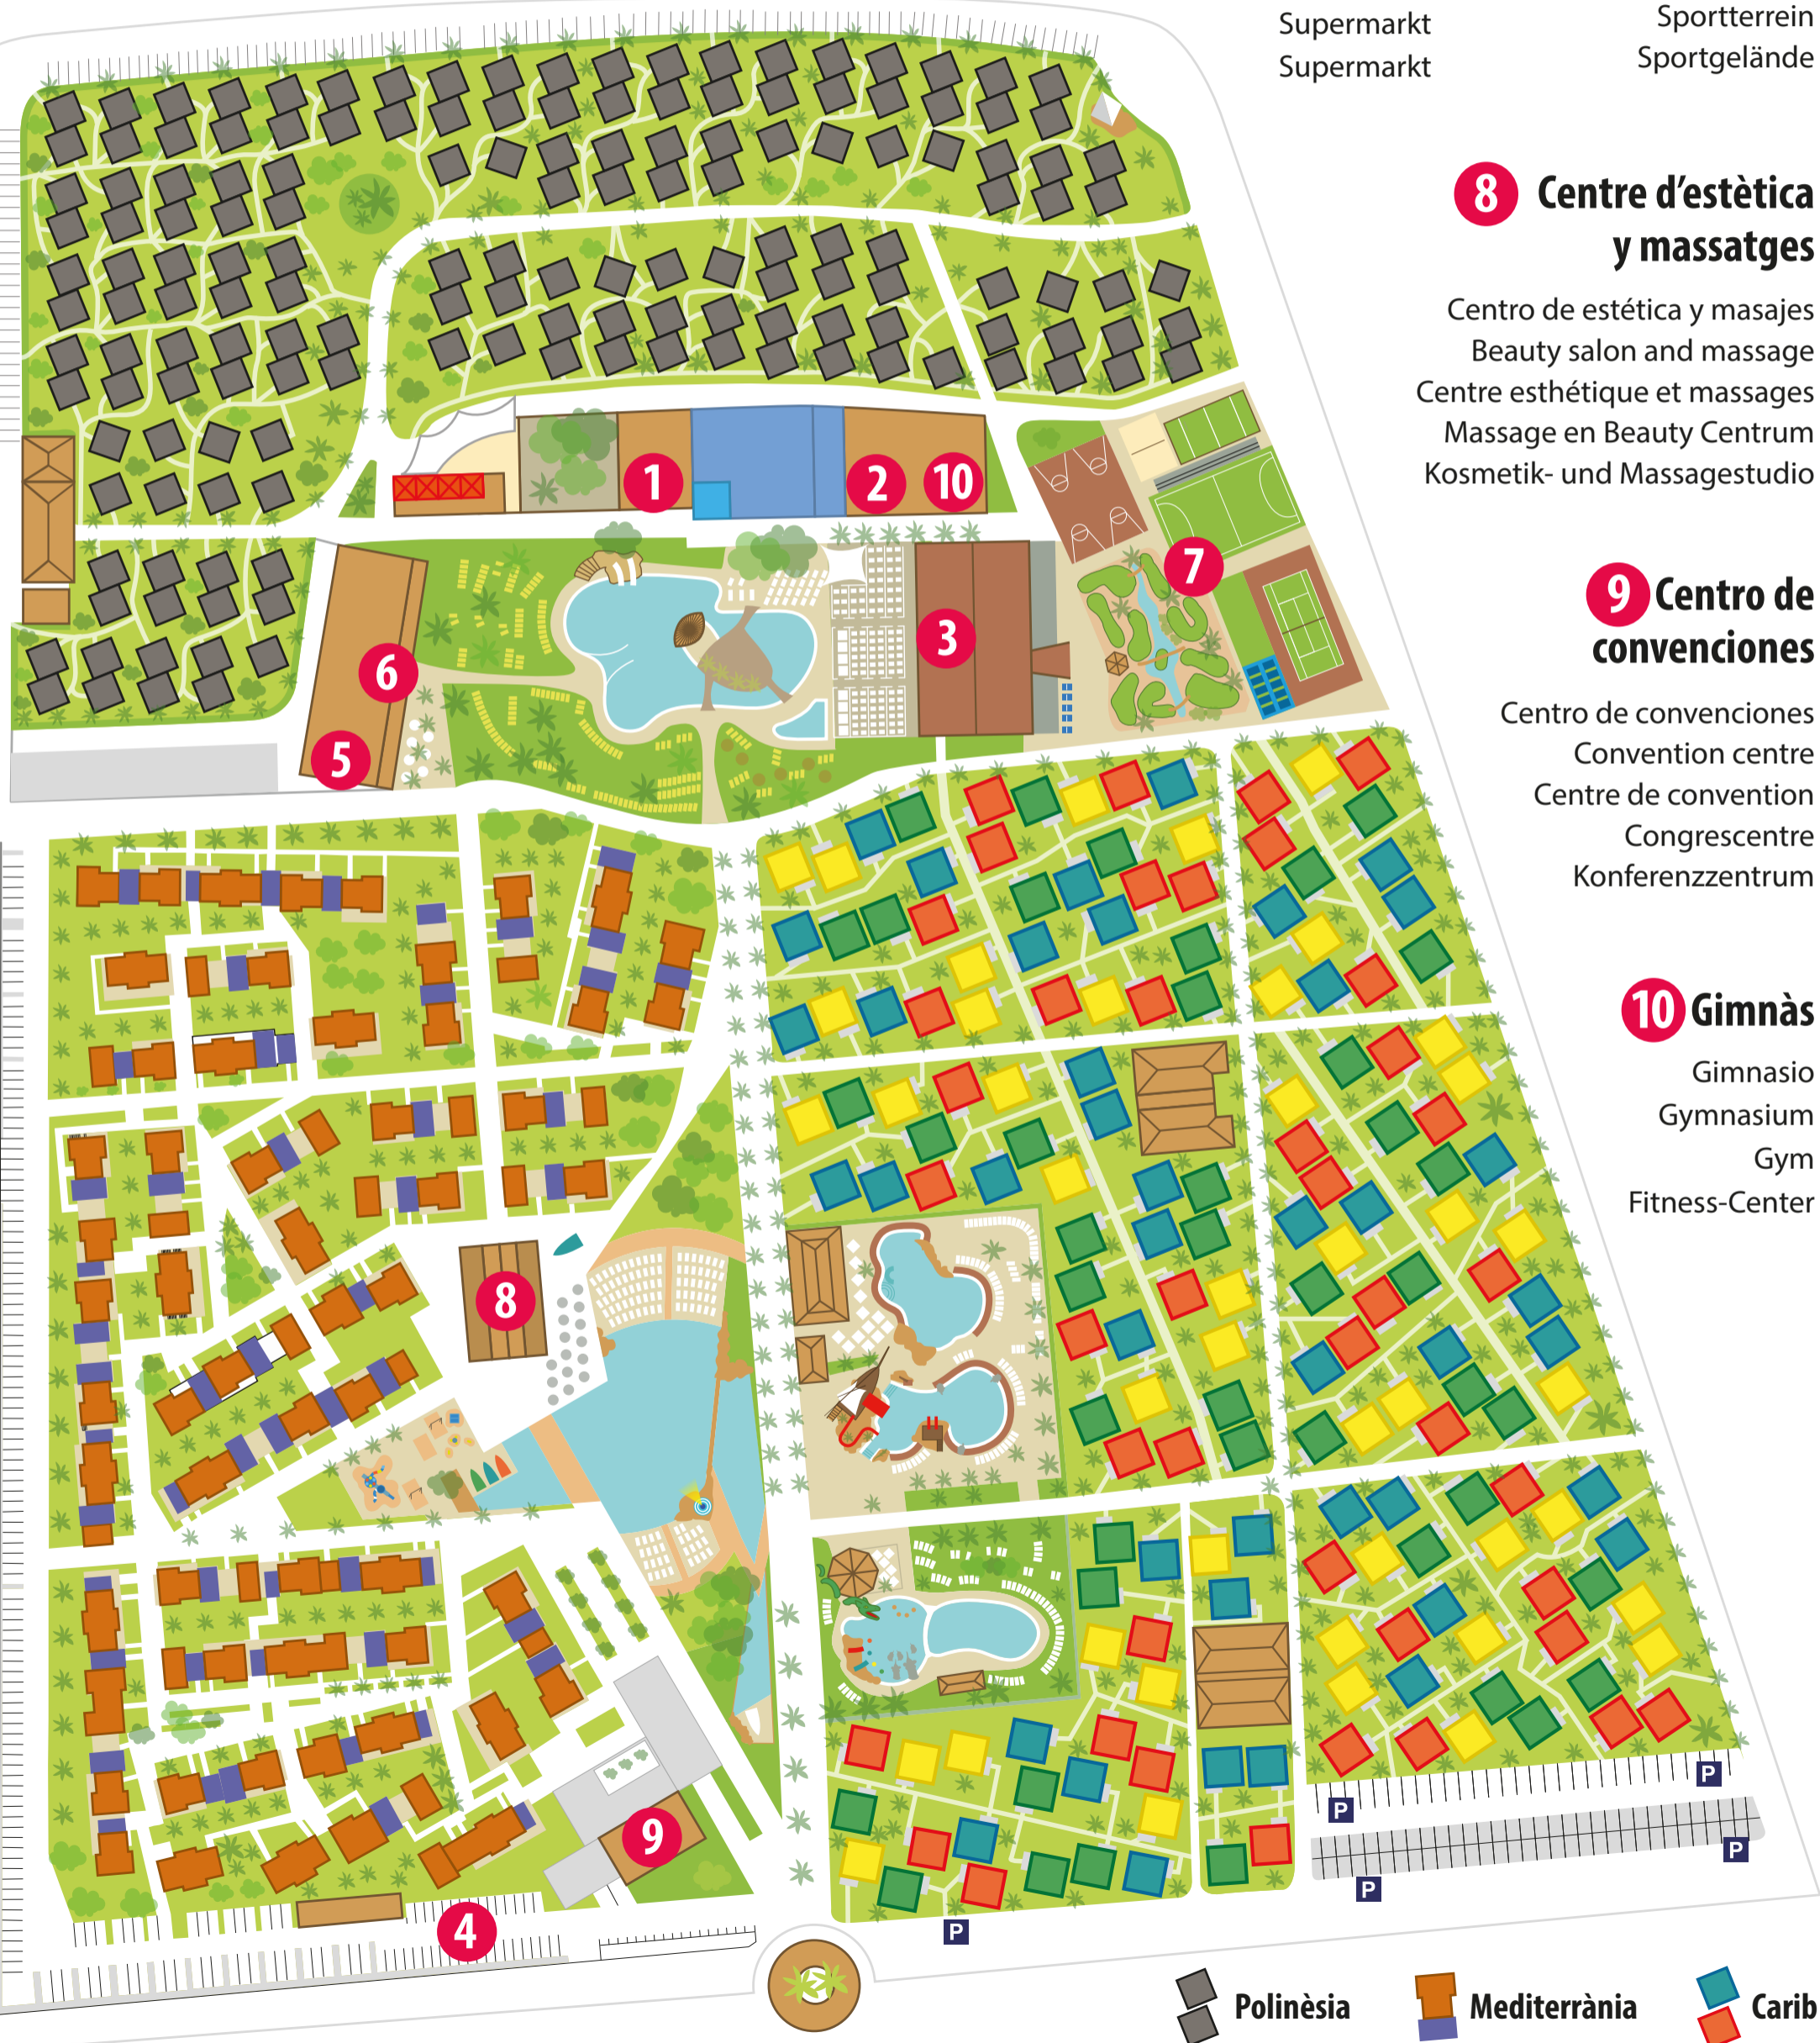 Supermarkt
Supermarkt
Sportterrein
Sportgelände
8 Centre d’estètica
y massatges
Centro de estética y masajes
Beauty salon and massage
Centre esthétique et massages
Massage en Beauty Centrum
Kosmetik- und Massagestudio
9 Centro de
convenciones
Centro de convenciones
Convention centre
Centre de convention
Congrescentre
Konferenzzentrum
10 Gimnàs
Gimnasio
Gymnasium
Gym
Fitness-Center
1
2
10
7
3
6
5
8
9
4
P
P
P
P
P
Polinèsia
Mediterrània
Carib